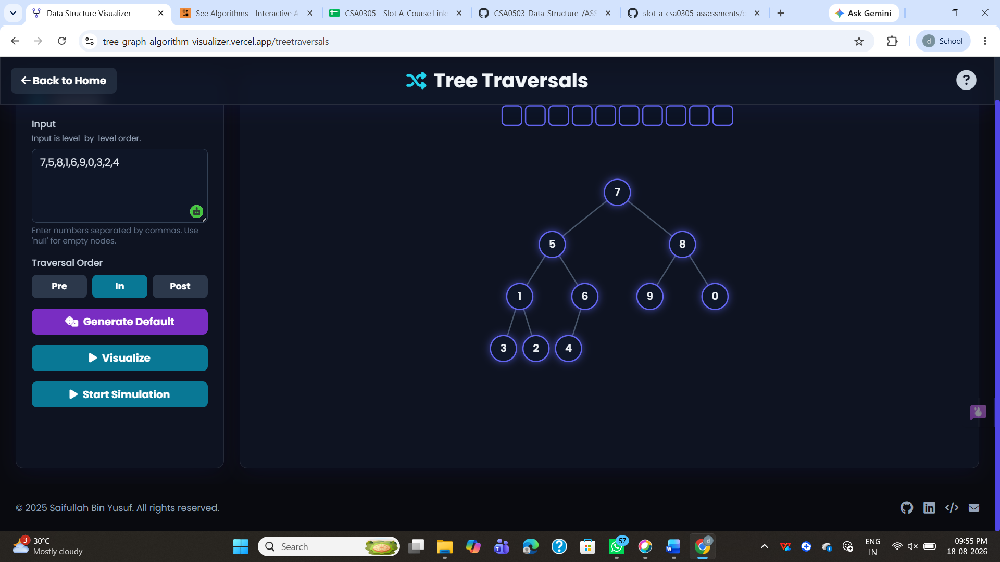 Data Structure Visualizer
See Algorithms - Interactive A
CSA0305 - Slot A-Course Link
CSA0503-Data-Structure-/ASS
slot-a-csa0305-assessments/c
Ask Gemini
tree-graph-algorithm-visualizer.vercel.app/treetraversals
d School
Back to Home
Tree Traversals
?
Input
Input is level-by-level order.
7,5,8,1,6,9,0,3,2,4
Enter numbers separated by commas. Use
'null' for empty nodes.
Traversal Order
Pre In Post
Generate Default
Visualize
Start Simulation
7
5 8
1 6 9 0
3 2 4
© 2025 Saifullah Bin Yusuf. All rights reserved.
3
30°C
Mostly cloudy
Search
57
d
ENG
IN
09:55 PM
18-08-2026